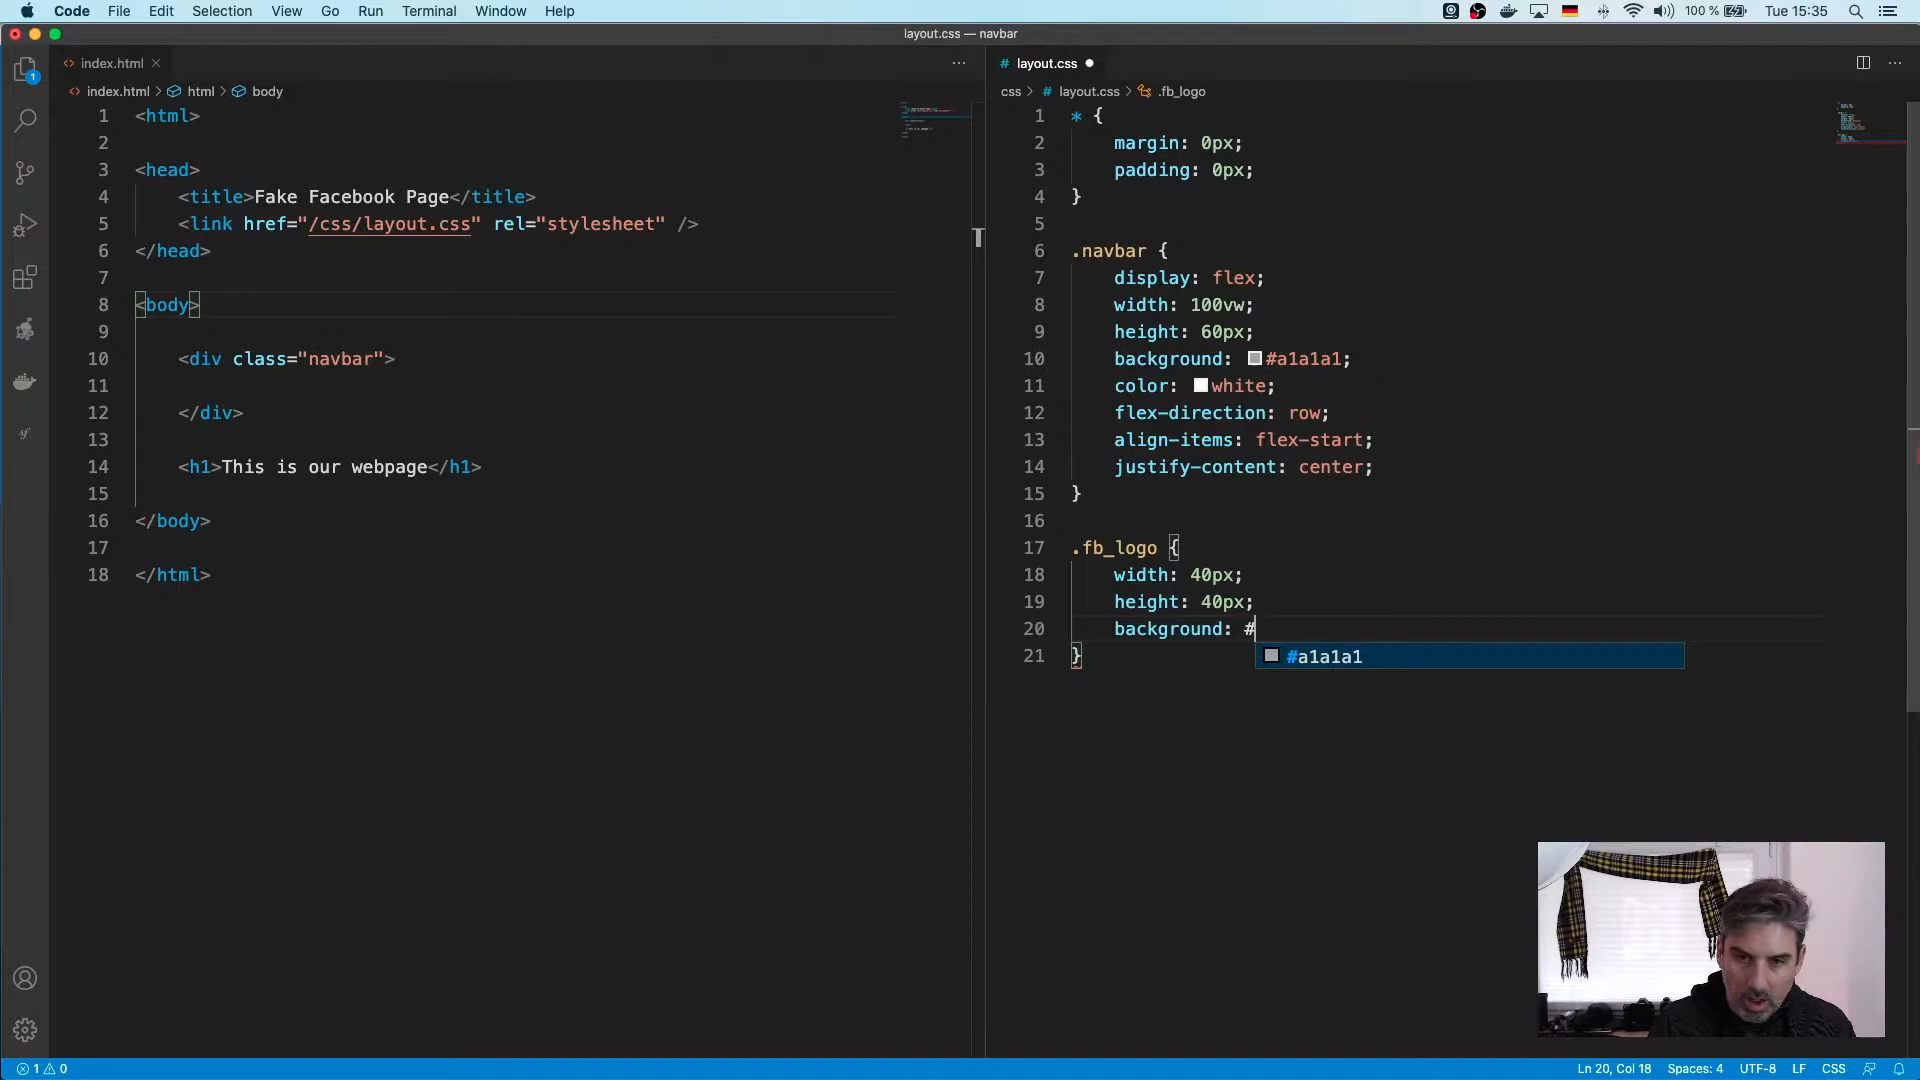 Code File Edit Selection View Go Run Terminal Window Help
100 % Tue 15:35
layout.css — navbar
index.html
index.html > html > body
1 <html>
2
3 <head>
4 <title>Fake Facebook Page</title>
5 <link href="/css/layout.css" rel="stylesheet" />
6 </head>
7
8 <body>
9
10 <div class="navbar">
11
12 </div>
13
14 <h1>This is our webpage</h1>
15
16 </body>
17
18 </html>
# layout.css
css > # layout.css > .fb_logo
1 * {
2 margin: 0px;
3 padding: 0px;
4 }
5
6 .navbar {
7 display: flex;
8 width: 100vw;
9 height: 60px;
10 background: #a1a1a1;
11 color: white;
12 flex-direction: row;
13 align-items: flex-start;
14 justify-content: center;
15 }
16
17 .fb_logo {
18 width: 40px;
19 height: 40px;
20 background: #
21 }
#a1a1a1
1
1 0
Ln 20, Col 18 Spaces: 4 UTF-8 LF CSS